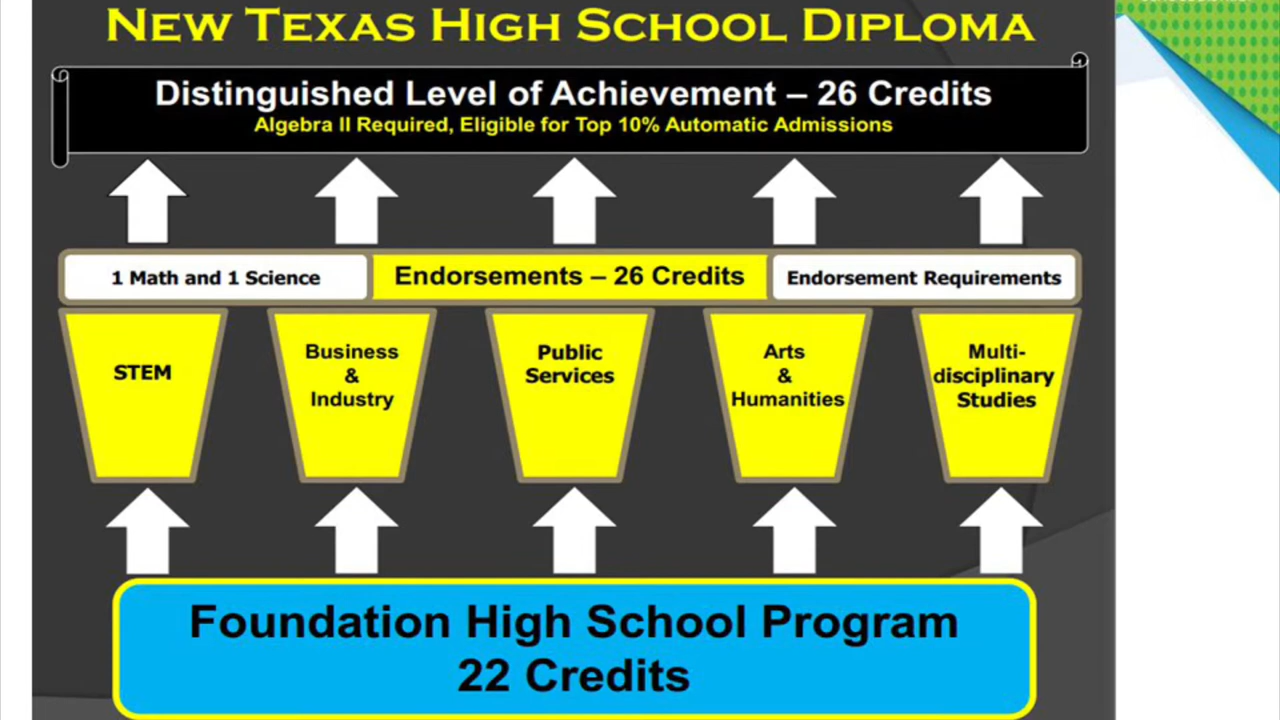 NEW TEXAS HIGH SCHOOL DIPLOMA
Distinguished Level of Achievement – 26 Credits
Algebra II Required, Eligible for Top 10% Automatic Admissions
1 Math and 1 Science
Endorsements – 26 Credits
Endorsement Requirements
STEM
Business
&
Industry
Public
Services
Arts
&
Humanities
Multi-
disciplinary
Studies
Foundation High School Program
22 Credits